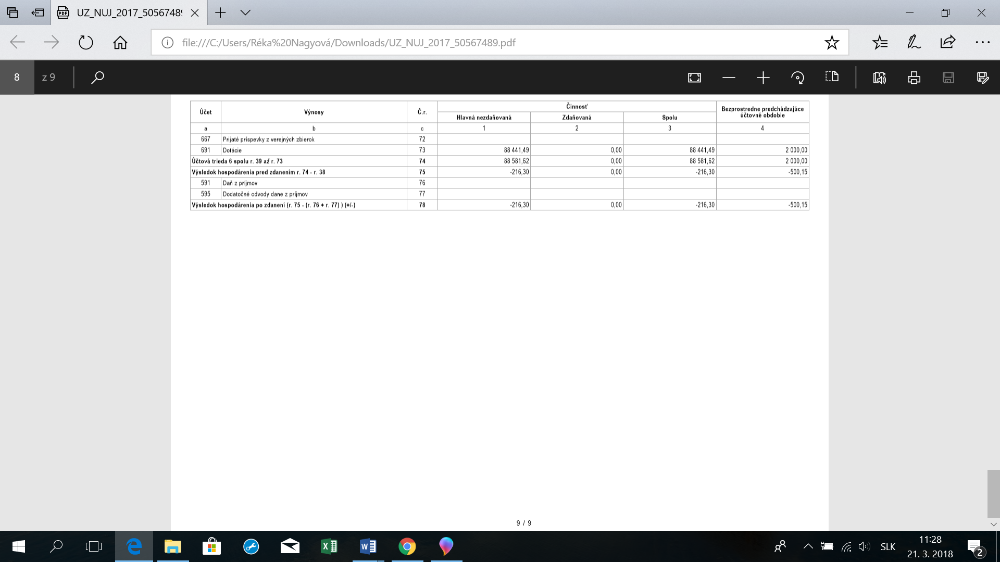 UZ_NUJ_2017_5056748
file:///C:/Users/Réka%20Nagyová/Downloads/UZ_NUJ_2017_50567489.pdf
8 z 9
Účet Výnosy Č.r. Činnosť Bezprostredne predchádzajúce účtovné obdobie
Hlavná nezdaňovaná Zdaňovaná Spolu
a b c 1 2 3 4
667 Prijaté príspevky z verejných zbierok 72
691 Dotácie 73 88 441,49 0,00 88 441,49 2 000,00
Účtová trieda 6 spolu r. 39 až r. 73 74 88 581,62 0,00 88 581,62 2 000,00
Výsledok hospodárenia pred zdanením r. 74 - r. 38 75 -216,30 0,00 -216,30 -500,15
591 Daň z príjmov 76
595 Dodatočné odvody dane z príjmov 77
Výsledok hospodárenia po zdanení (r. 75 - (r. 76 + r. 77) ) (+/-) 78 -216,30 0,00 -216,30 -500,15
9 / 9
SLK
11:28
21. 3. 2018
2